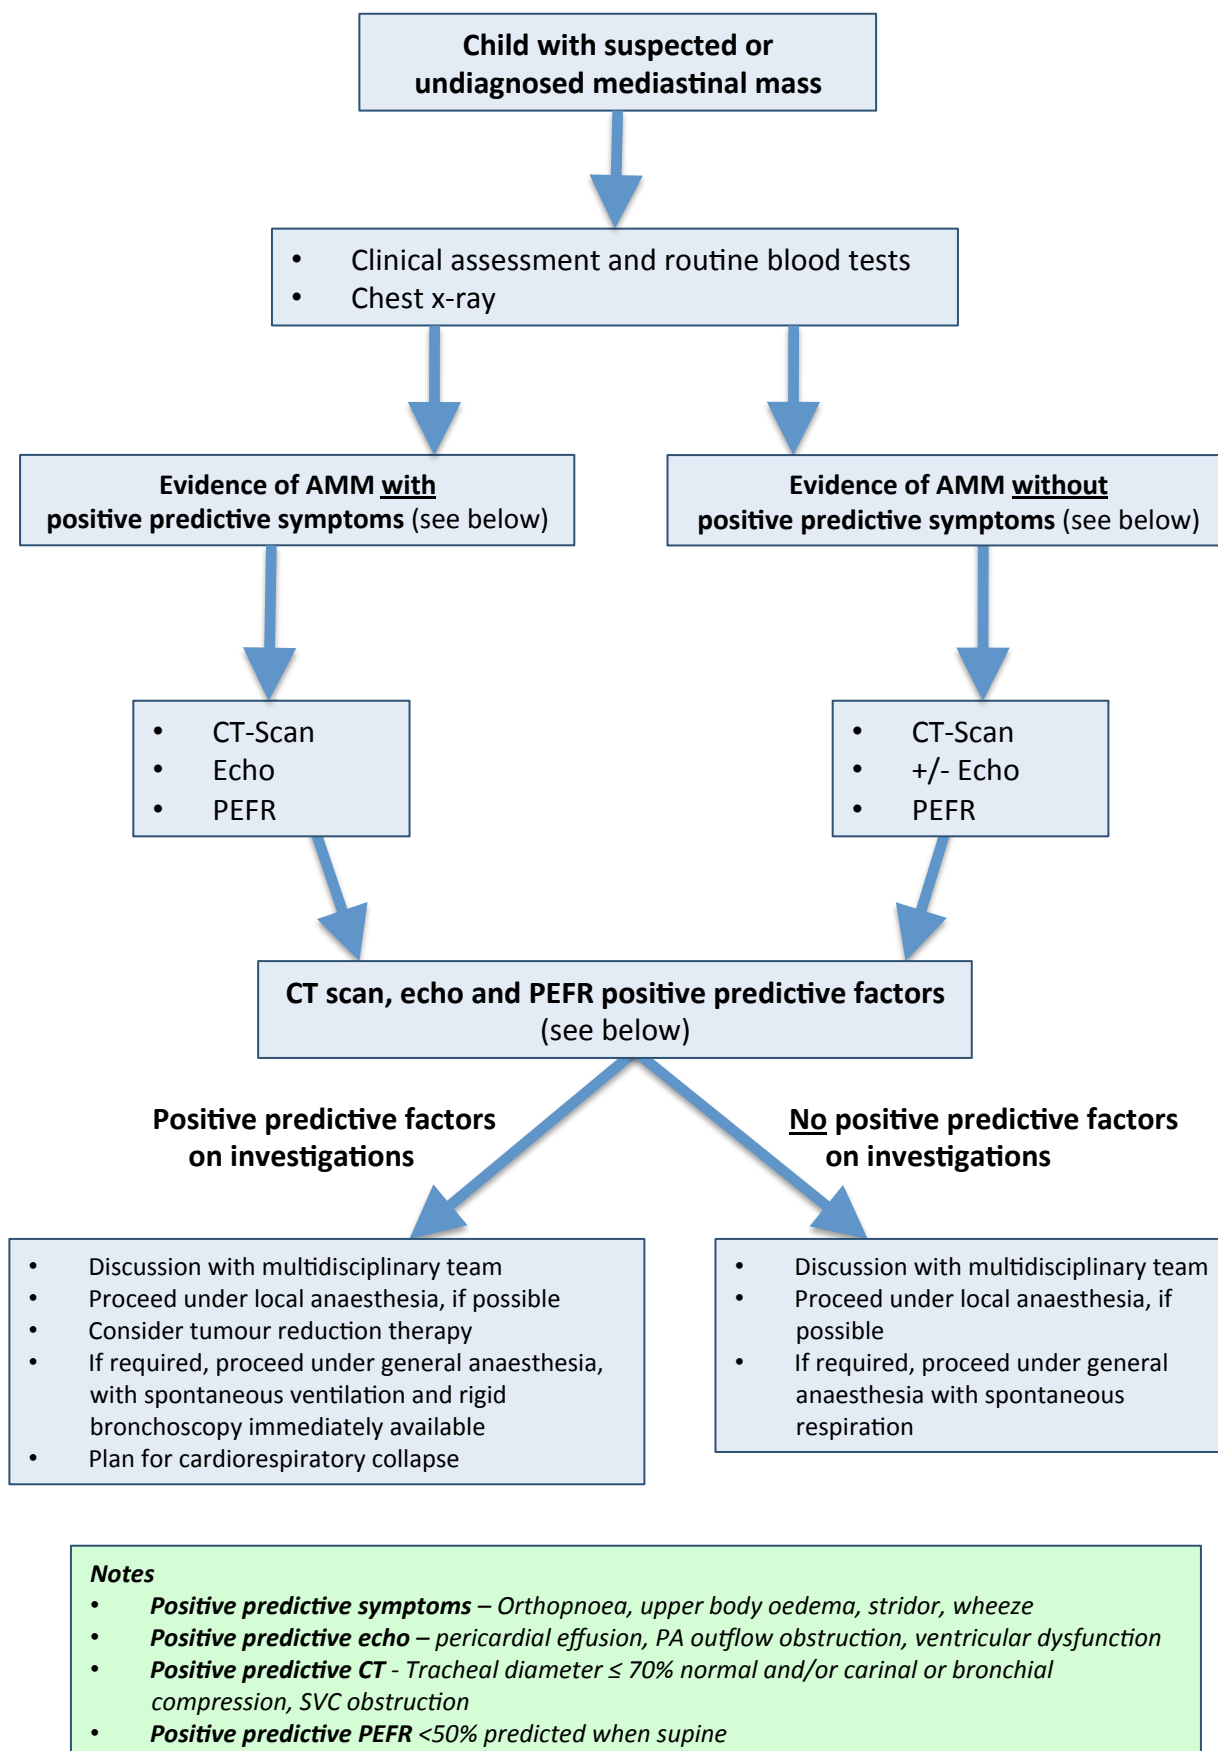 Child with suspected or
undiagnosed mediastinal mass
• Clinical assessment and routine blood tests
• Chest x-ray
Evidence of AMM with
positive predictive symptoms (see below)
Evidence of AMM without
positive predictive symptoms (see below)
• CT-Scan
• Echo
• PEFR
• CT-Scan
• +/- Echo
• PEFR
CT scan, echo and PEFR positive predictive factors
(see below)
Positive predictive factors
on investigations
No positive predictive factors
on investigations
• Discussion with multidisciplinary team
• Proceed under local anaesthesia, if possible
• Consider tumour reduction therapy
• If required, proceed under general anaesthesia,
with spontaneous ventilation and rigid
bronchoscopy immediately available
• Plan for cardiorespiratory collapse
• Discussion with multidisciplinary team
• Proceed under local anaesthesia, if
possible
• If required, proceed under general
anaesthesia with spontaneous
respiration
Notes
• Positive predictive symptoms – Orthopnoea, upper body oedema, stridor, wheeze
• Positive predictive echo – pericardial effusion, PA outflow obstruction, ventricular dysfunction
• Positive predictive CT - Tracheal diameter ≤ 70% normal and/or carinal or bronchial
compression, SVC obstruction
• Positive predictive PEFR <50% predicted when supine